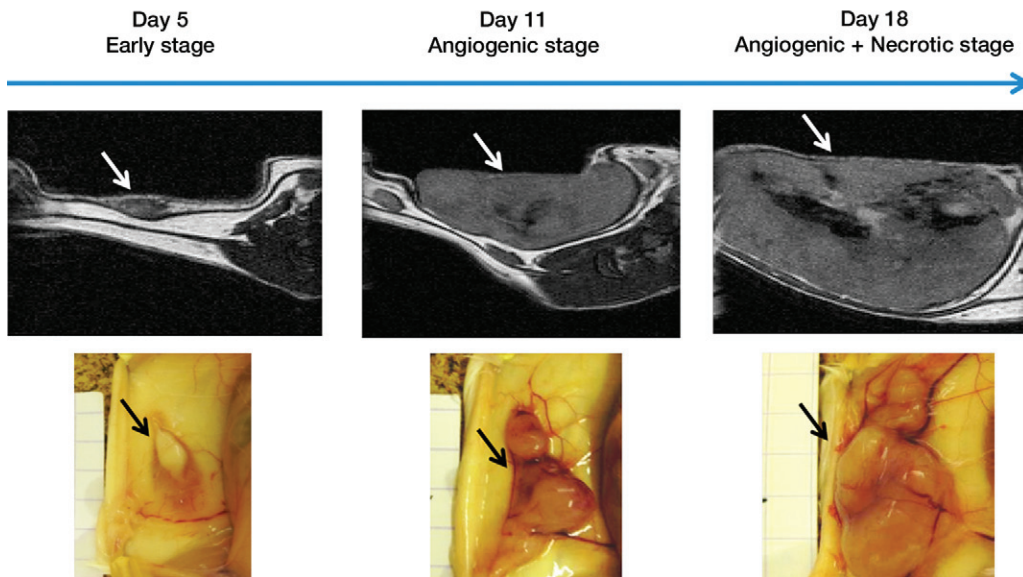 Day 5
Early stage
Day 11
Angiogenic stage
Day 18
Angiogenic + Necrotic stage